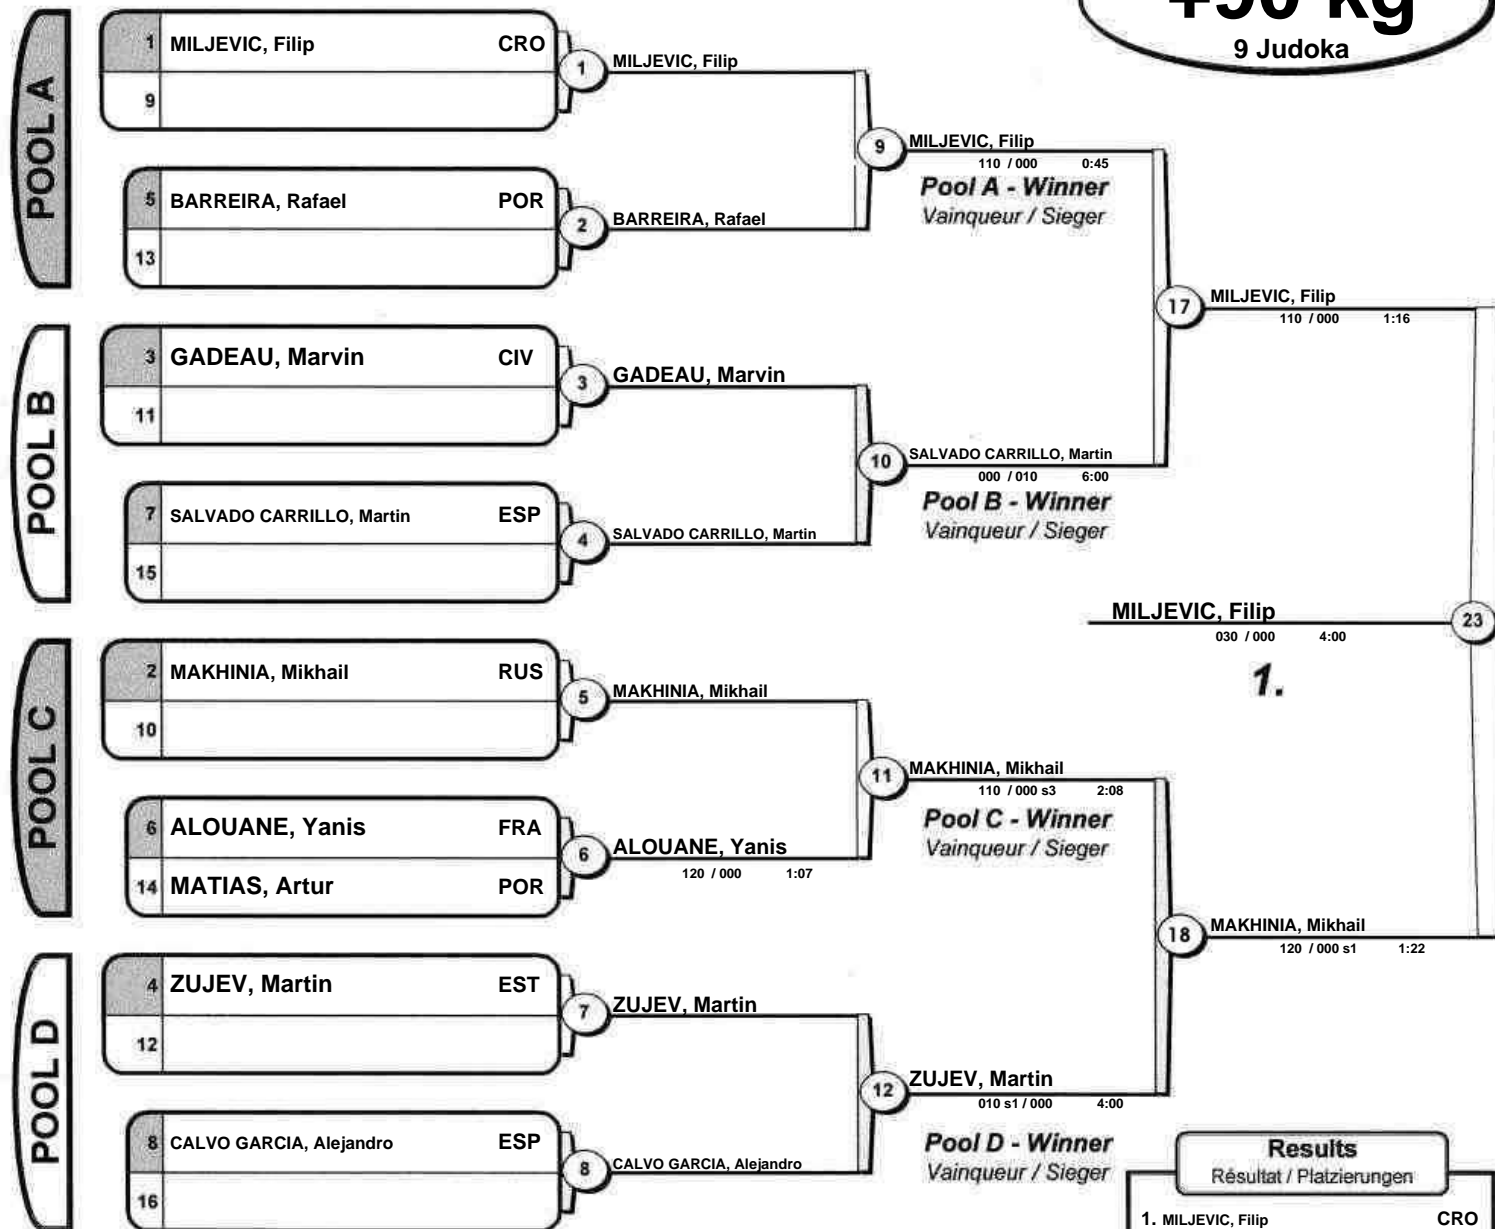 +90 kg
9 Judoka
POOL A
1 MILJEVIC, Filip CRO
9
1 MILJEVIC, Filip
5 BARREIRA, Rafael POR
13
2 BARREIRA, Rafael
9 MILJEVIC, Filip
110 / 000 0:45
Pool A - Winner
Vainqueur / Sieger
POOL B
3 GADEAU, Marvin CIV
11
3 GADEAU, Marvin
7 SALVADO CARRILLO, Martin ESP
15
4 SALVADO CARRILLO, Martin
10 SALVADO CARRILLO, Martin
000 / 010 6:00
Pool B - Winner
Vainqueur / Sieger
17 MILJEVIC, Filip
110 / 000 1:16
MILJEVIC, Filip 23
030 / 000 4:00
1.
POOL C
2 MAKHINIA, Mikhail RUS
10
5 MAKHINIA, Mikhail
6 ALOUANE, Yanis FRA
14 MATIAS, Artur POR
6 ALOUANE, Yanis
120 / 000 1:07
11 MAKHINIA, Mikhail
110 / 000 s3 2:08
Pool C - Winner
Vainqueur / Sieger
18 MAKHINIA, Mikhail
120 / 000 s1 1:22
POOL D
4 ZUJEV, Martin EST
12
7 ZUJEV, Martin
8 CALVO GARCIA, Alejandro ESP
16
8 CALVO GARCIA, Alejandro
12 ZUJEV, Martin
010 s1 / 000 4:00
Pool D - Winner
Vainqueur / Sieger
Results
Résultat / Platzierungen
1. MILJEVIC, Filip CRO